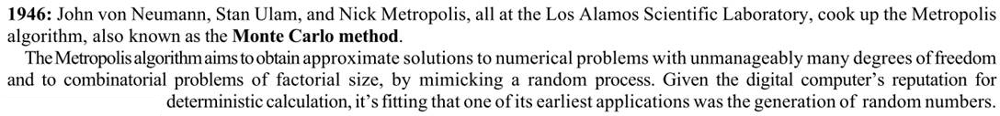 1946: John von Neumann, Stan Ulam, and Nick Metropolis, all at the Los Alamos Scientific Laboratory, cook up the Metropolis
algorithm, also known as the Monte Carlo method.
The Metropolis algorithm aims to obtain approximate solutions to numerical problems with unmanageably many degrees of freedom
and to combinatorial problems of factorial size, by mimicking a random process. Given the digital computer's reputation for
deterministic calculation, it's fitting that one of its earliest applications was the generation of random numbers.